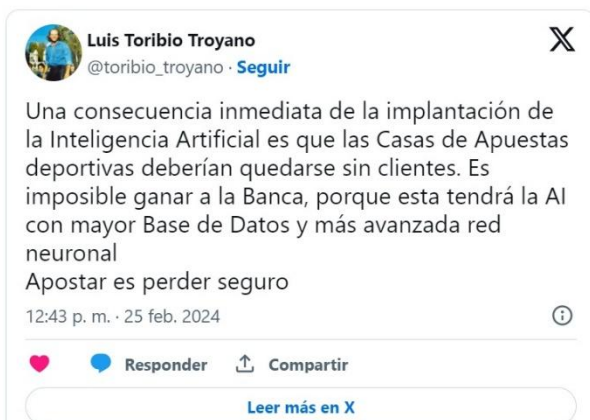 Luis Toribio Troyano
@toribio_troyano · Seguir
Una consecuencia inmediata de la implantación de
la Inteligencia Artificial es que las Casas de Apuestas
deportivas deberían quedarse sin clientes. Es
imposible ganar a la Banca, porque esta tendrá la AI
con mayor Base de Datos y más avanzada red
neuronal
Apostar es perder seguro
12:43 p. m. · 25 feb. 2024
Responder Compartir
Leer más en X